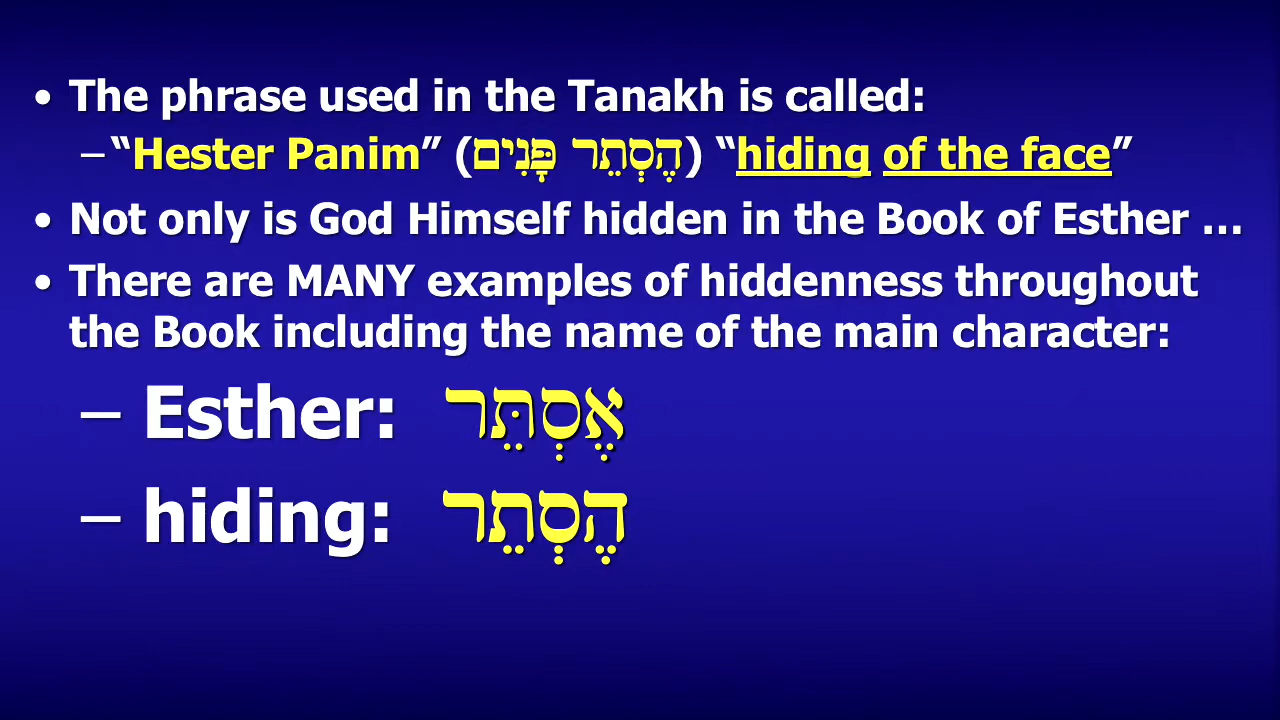 • The phrase used in the Tanakh is called:
– “Hester Panim” (הֶסְתֵר פָּנִים) “hiding of the face”
• Not only is God Himself hidden in the Book of Esther …
• There are MANY examples of hiddenness throughout
the Book including the name of the main character:
– Esther: אֶסְתֵּר
– hiding: הֶסְתֵר